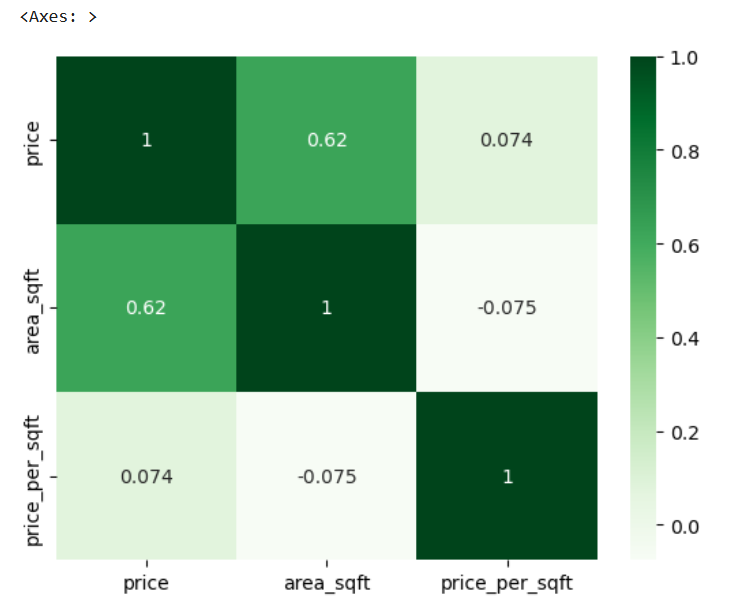 <Axes: >
1.0
price
1
0.62
0.074
0.8
0.6
area_sqft
0.62
1
-0.075
0.4
0.2
price_per_sqft
0.074
-0.075
1
0.0
price
area_sqft
price_per_sqft